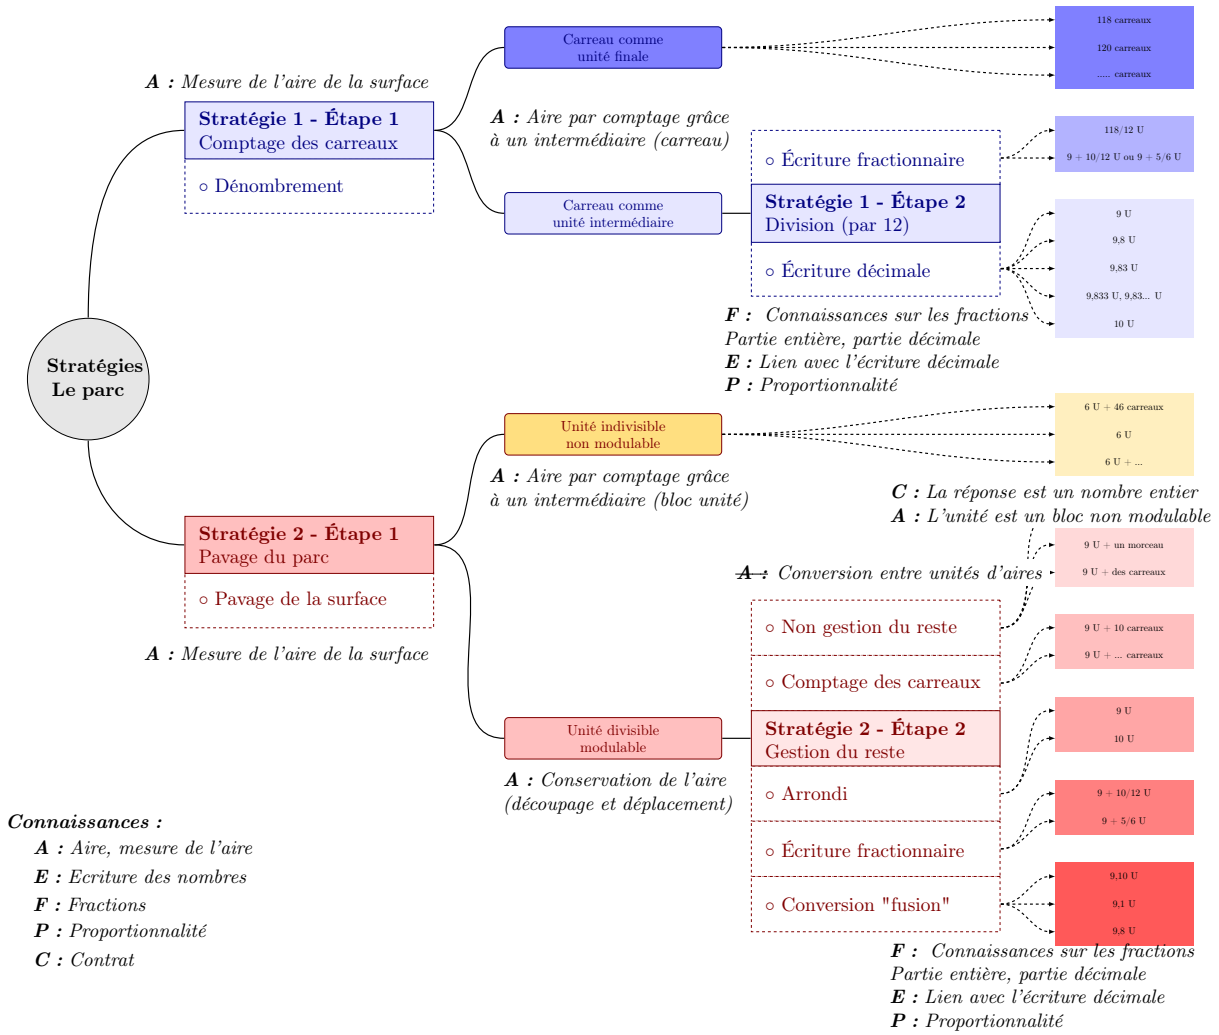 Stratégies
Le parc
A : Mesure de l'aire de la surface
Stratégie 1 - Étape 1
Comptage des carreaux
○ Dénombrement
Carreau comme
unité finale
118 carreaux
120 carreaux
..... carreaux
A : Aire par comptage grâce
à un intermédiaire (carreau)
Carreau comme
unité intermédiaire
○ Écriture fractionnaire
Stratégie 1 - Étape 2
Division (par 12)
○ Écriture décimale
118/12 U
9 + 10/12 U ou 9 + 5/6 U
9 U
9,8 U
9,83 U
9,833 U, 9,83... U
10 U
F : Connaissances sur les fractions
Partie entière, partie décimale
E : Lien avec l'écriture décimale
P : Proportionnalité
Stratégie 2 - Étape 1
Pavage du parc
○ Pavage de la surface
A : Mesure de l'aire de la surface
Unité indivisible
non modulable
A : Aire par comptage grâce
à un intermédiaire (bloc unité)
6 U + 46 carreaux
6 U
6 U + ...
C : La réponse est un nombre entier
A : L'unité est un bloc non modulable
Unité divisible
modulable
A : Conservation de l'aire
(découpage et déplacement)
A : Conversion entre unités d'aires
○ Non gestion du reste
○ Comptage des carreaux
Stratégie 2 - Étape 2
Gestion du reste
○ Arrondi
○ Écriture fractionnaire
○ Conversion "fusion"
9 U + un morceau
9 U + des carreaux
9 U + 10 carreaux
9 U + ... carreaux
9 U
10 U
9 + 10/12 U
9 + 5/6 U
9,10 U
9,1 U
9,8 U
F : Connaissances sur les fractions
Partie entière, partie décimale
E : Lien avec l'écriture décimale
P : Proportionnalité
Connaissances :
A : Aire, mesure de l'aire
E : Ecriture des nombres
F : Fractions
P : Proportionnalité
C : Contrat